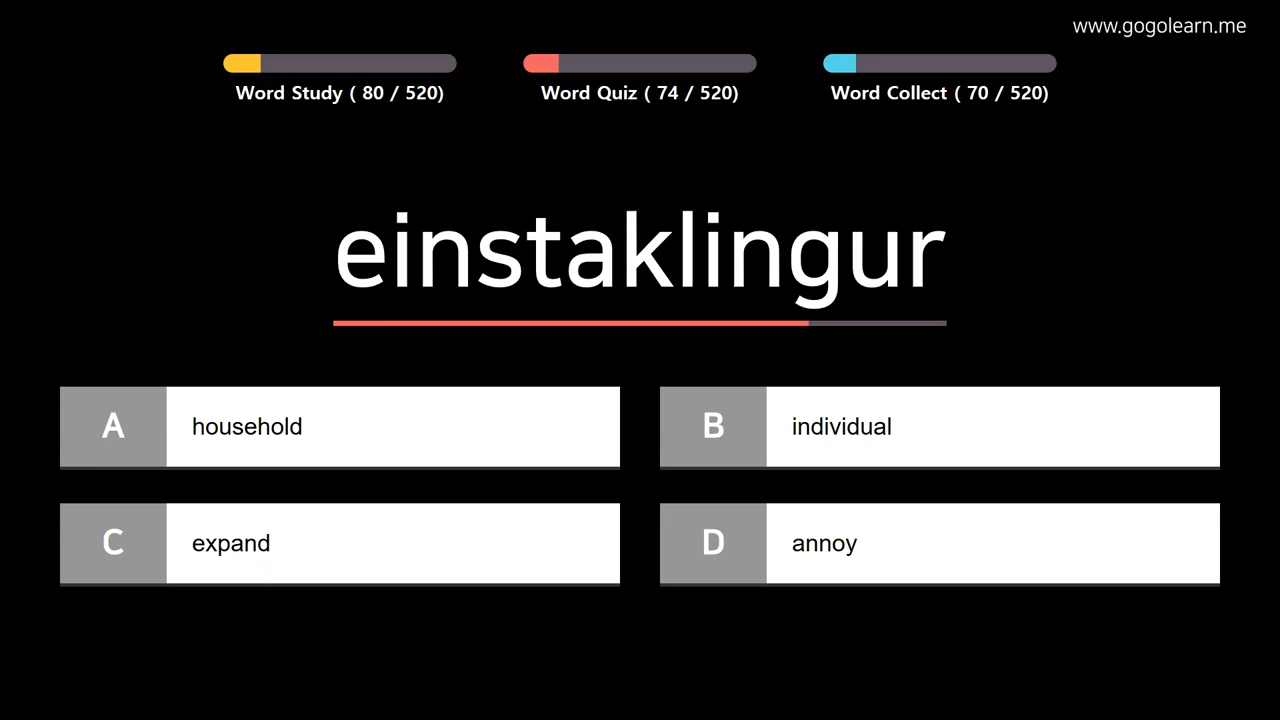 www.gogolearn.me
Word Study ( 80 / 520)
Word Quiz ( 74 / 520)
Word Collect ( 70 / 520)
einstaklingur
A household
B individual
C expand
D annoy